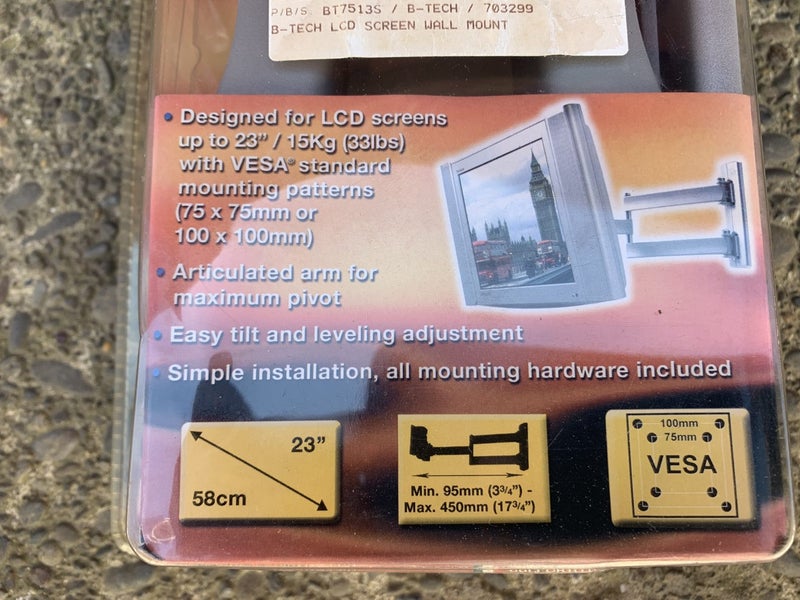 P/B/S. BT7513S / B-TECH / 703299
B-TECH LCD SCREEN WALL MOUNT
• Designed for LCD screens
up to 23” / 15Kg (33lbs)
with VESA® standard
mounting patterns
(75 x 75mm or
100 x 100mm)
• Articulated arm for
maximum pivot
• Easy tilt and leveling adjustment
• Simple installation, all mounting hardware included
23”
58cm
Min. 95mm (3¾”) -
Max. 450mm (17¾”)
100mm
75mm
VESA